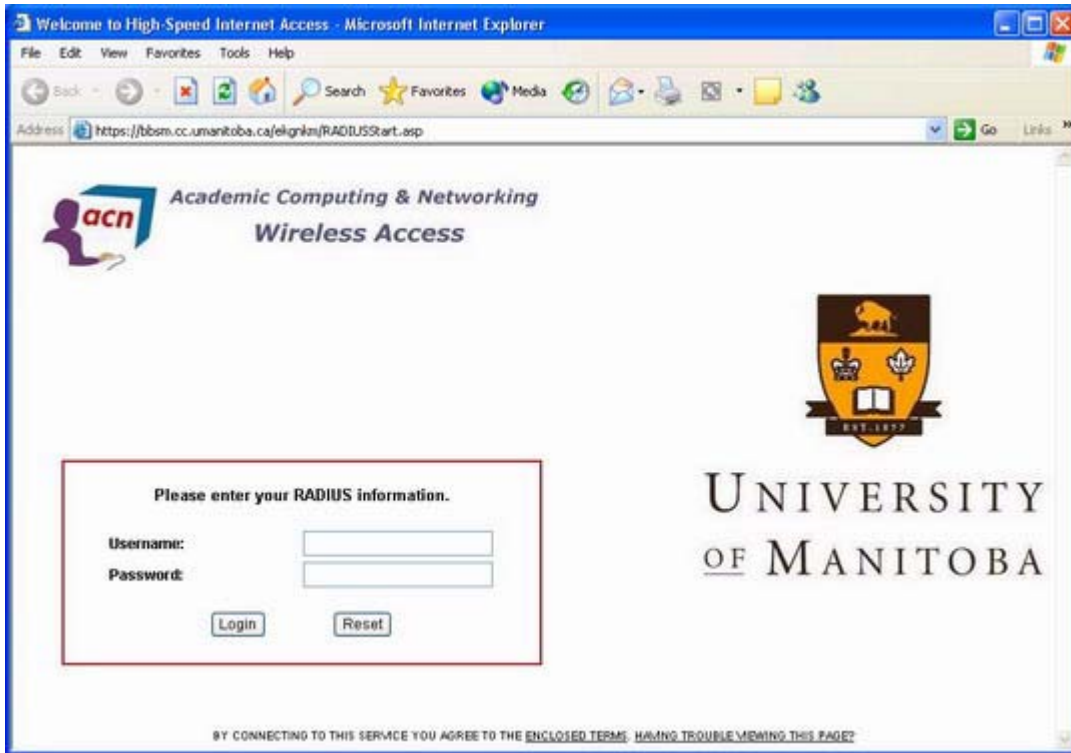 Welcome to High-Speed Internet Access - Microsoft Internet Explorer
File Edit View Favorites Tools Help
Back Search Favorites Media
Address https://bbsm.cc.umanitoba.ca/ekgnkm/RADIUSStart.asp Go Links »
acn
Academic Computing & Networking
Wireless Access
EST. 1877
UNIVERSITY
OF MANITOBA
Please enter your RADIUS information.
Username:
Password:
Login Reset
BY CONNECTING TO THIS SERVICE YOU AGREE TO THE ENCLOSED TERMS. HAVING TROUBLE VIEWING THIS PAGE?